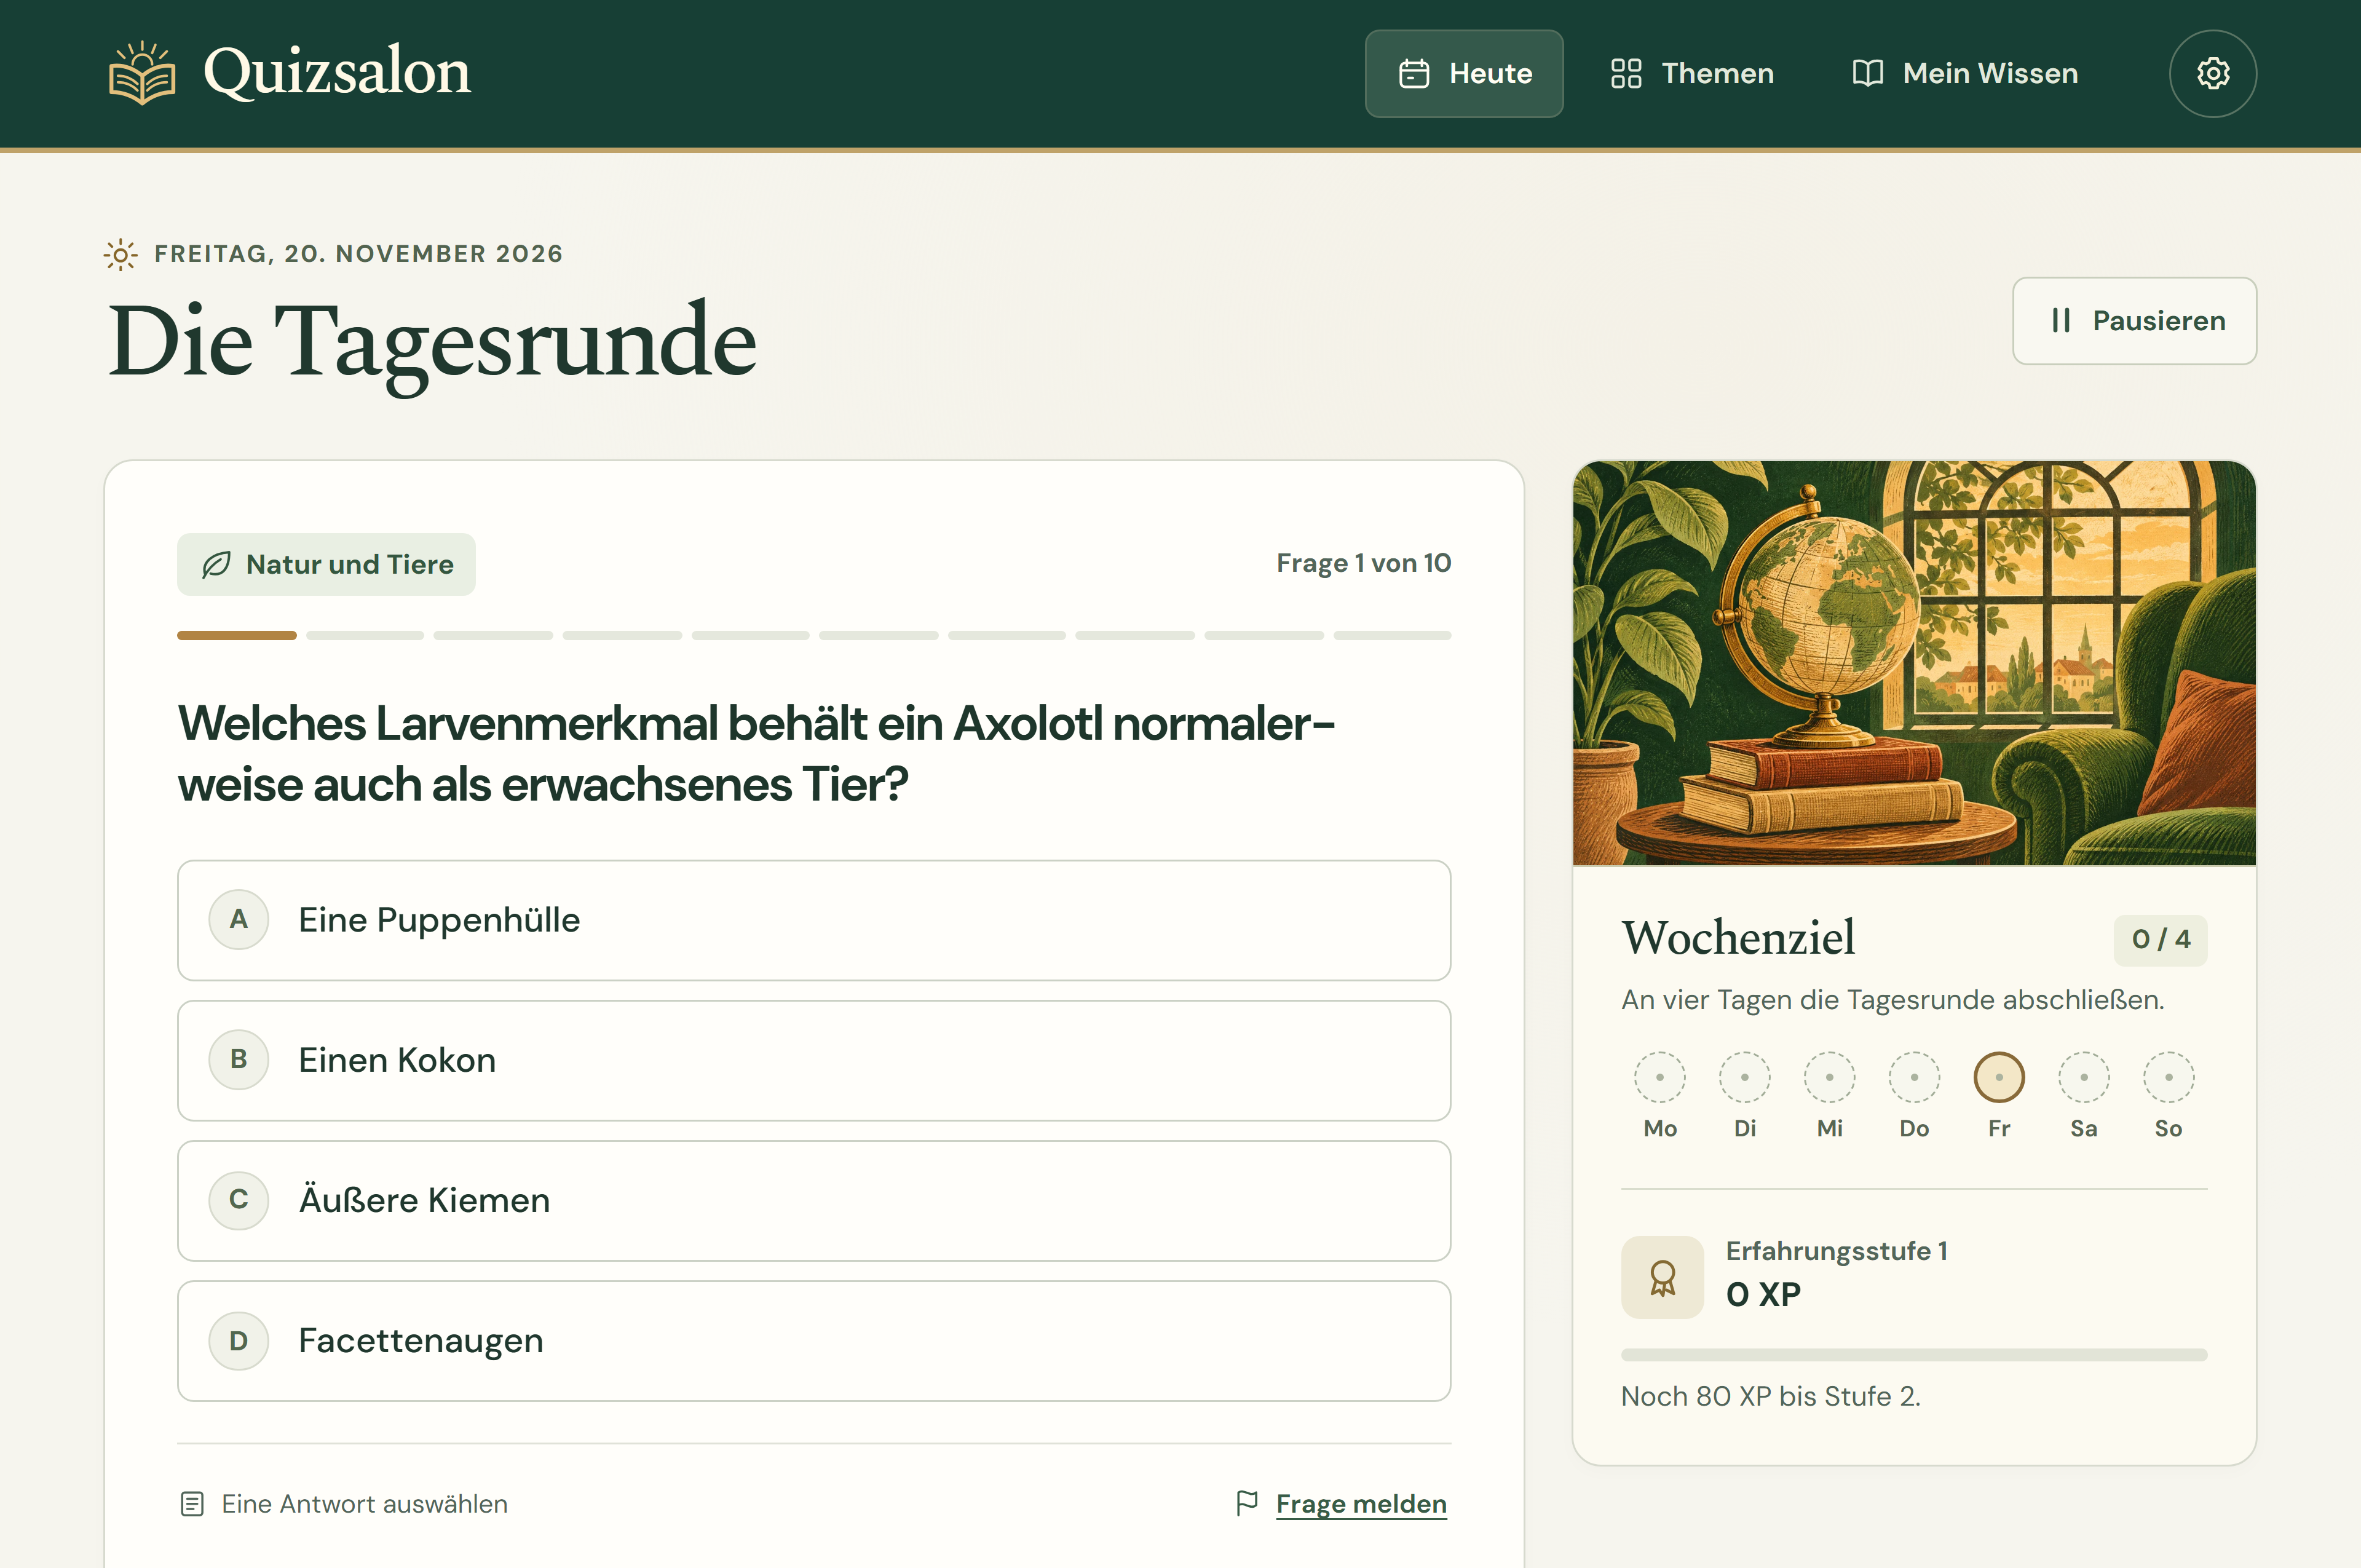 Quizsalon
Heute
Themen
Mein Wissen
FREITAG, 20. NOVEMBER 2026
Die Tagesrunde
Pausieren
Natur und Tiere
Frage 1 von 10
Welches Larvenmerkmal behält ein Axolotl normaler-
weise auch als erwachsenes Tier?
A Eine Puppenhülle
B Einen Kokon
C Äußere Kiemen
D Facettenaugen
Eine Antwort auswählen
Frage melden
Wochenziel
0 / 4
An vier Tagen die Tagesrunde abschließen.
Mo Di Mi Do Fr Sa So
Erfahrungsstufe 1
0 XP
Noch 80 XP bis Stufe 2.